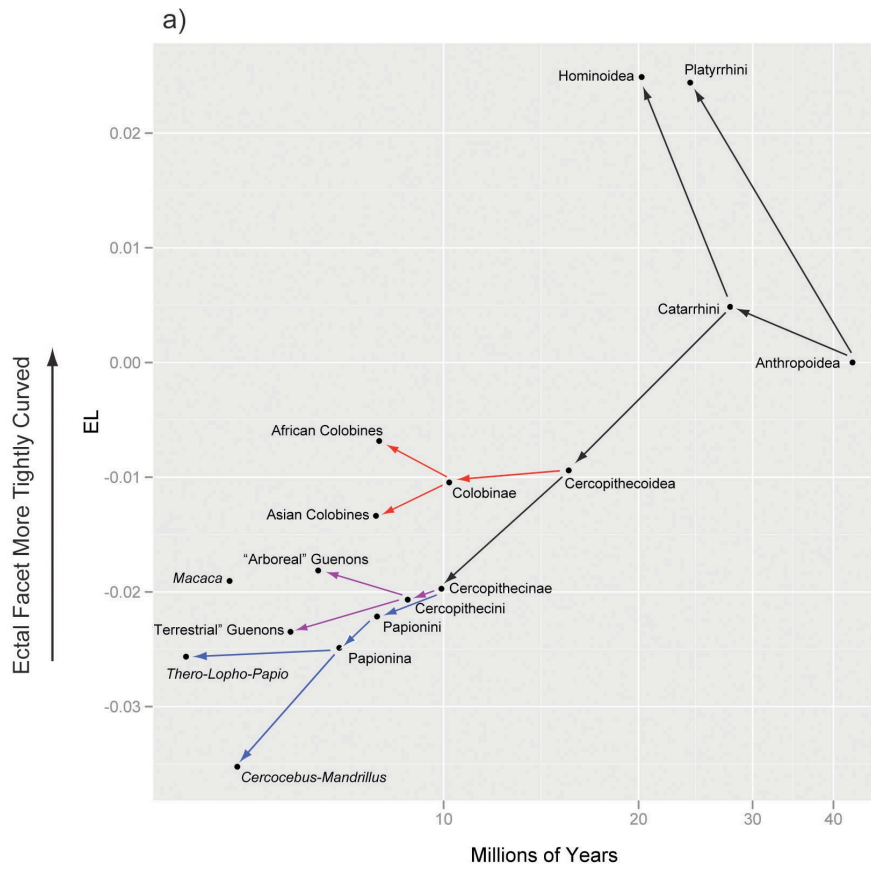 a)
Hominoidea
Platyrrhini
0.02
0.01
Catarrhini
0.00
Anthropoidea
Ectal Facet More Tightly Curved
EL
African Colobines
-0.01
Colobinae
Cercopithecoidea
Asian Colobines
"Arboreal" Guenons
Macaca
-0.02
Cercopithecinae
Cercopithecini
Papionini
Terrestrial" Guenons
Papionina
Thero-Lopho-Papio
-0.03
Cercocebus-Mandrillus
10
20
30
40
Millions of Years